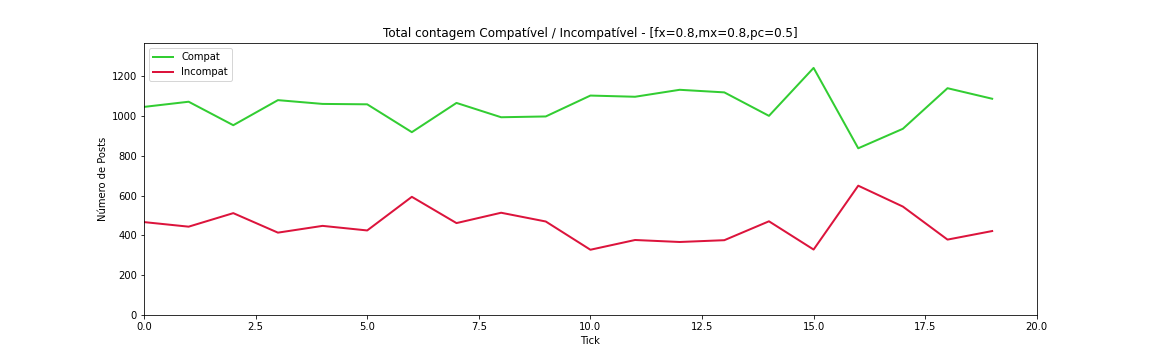 Total contagem Compatível / Incompatível - [fx=0.8,mx=0.8,pc=0.5]
Compat
Incompat
1200
1000
800
600
400
200
0
Número de Posts
0.0 2.5 5.0 7.5 10.0 12.5 15.0 17.5 20.0
Tick